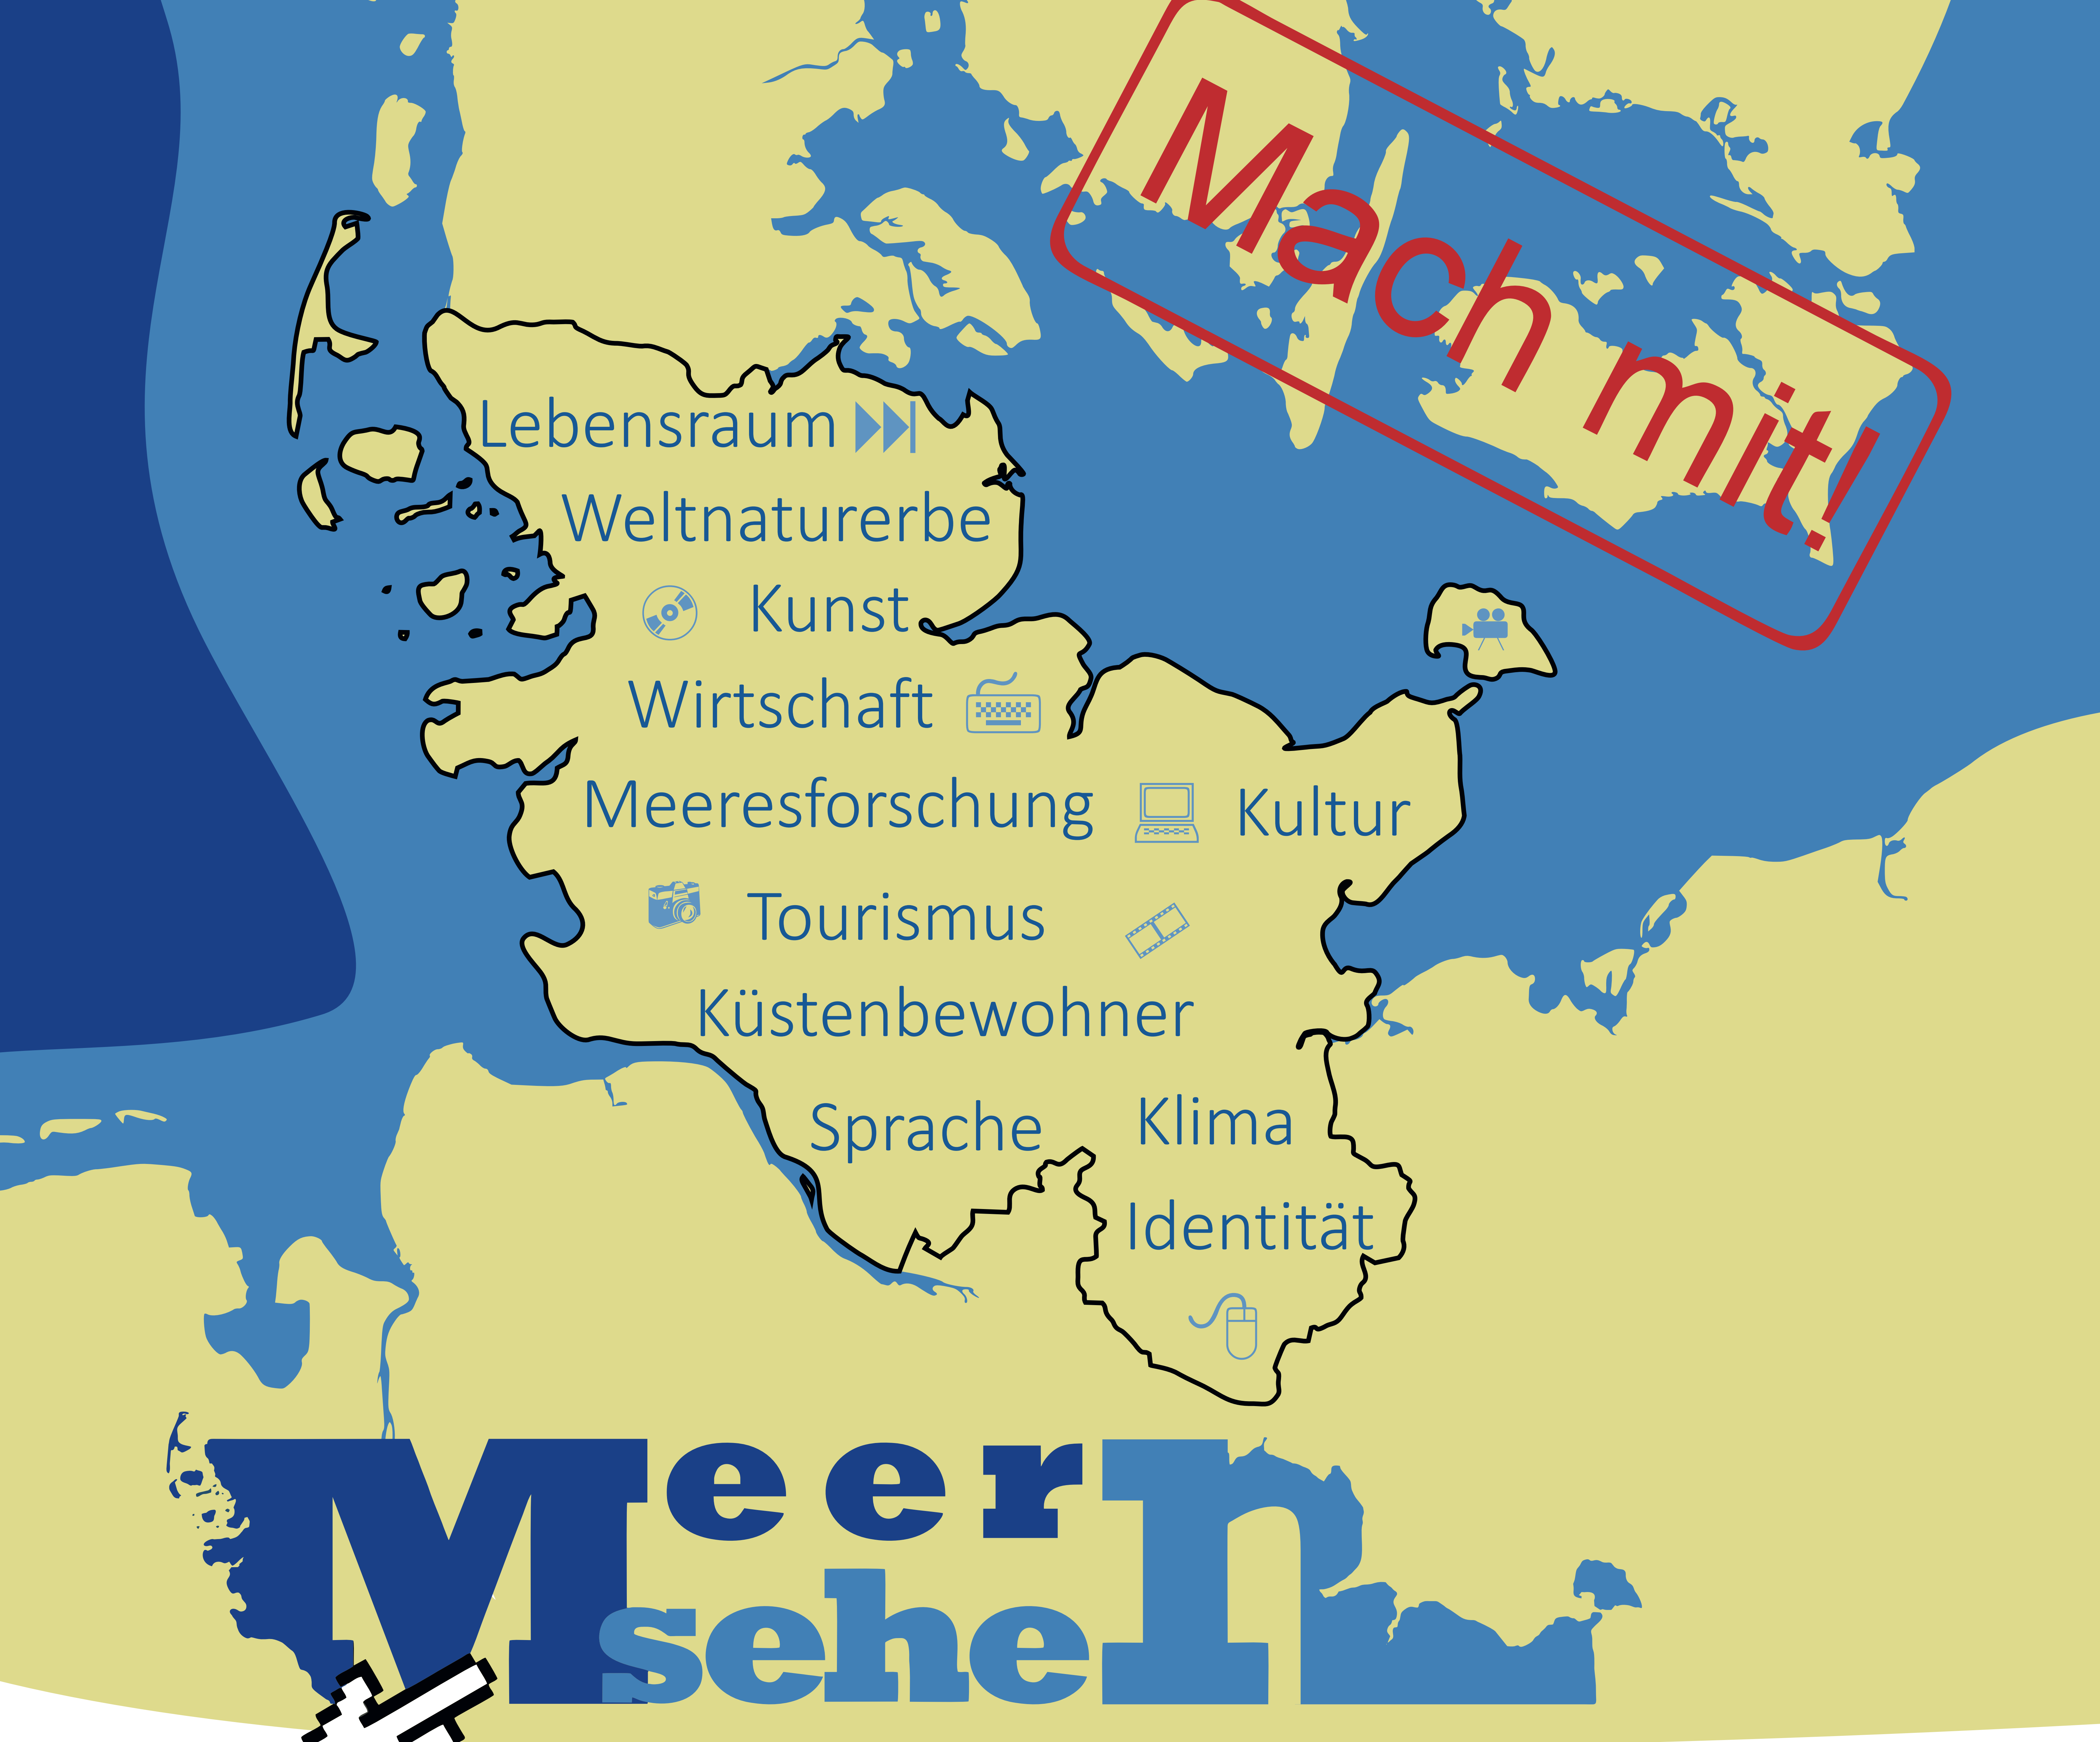 Mach mit!
Lebensraum
Weltnaturerbe
Kunst
Wirtschaft
Meeresforschung Kultur
Tourismus
Küstenbewohner
Sprache Klima
Identität
Meer
seheN